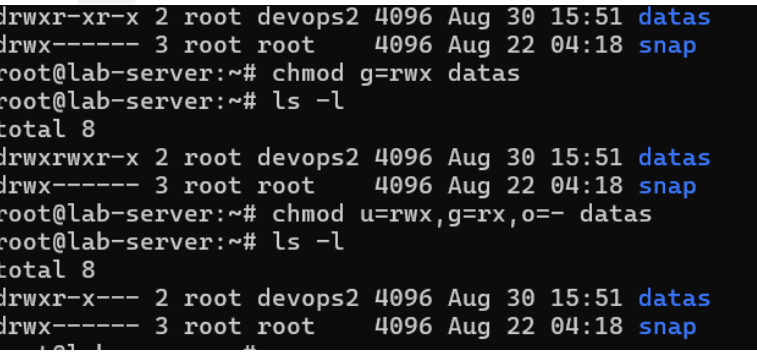 drwxr-xr-x 2 root devops2 4096 Aug 30 15:51 datas
drwx------ 3 root root    4096 Aug 22 04:18 snap
root@lab-server:~# chmod g=rwx datas
root@lab-server:~# ls -l
total 8
drwxrwxr-x 2 root devops2 4096 Aug 30 15:51 datas
drwx------ 3 root root    4096 Aug 22 04:18 snap
root@lab-server:~# chmod u=rwx,g=rx,o=- datas
root@lab-server:~# ls -l
total 8
drwxr-x--- 2 root devops2 4096 Aug 30 15:51 datas
drwx------ 3 root root    4096 Aug 22 04:18 snap